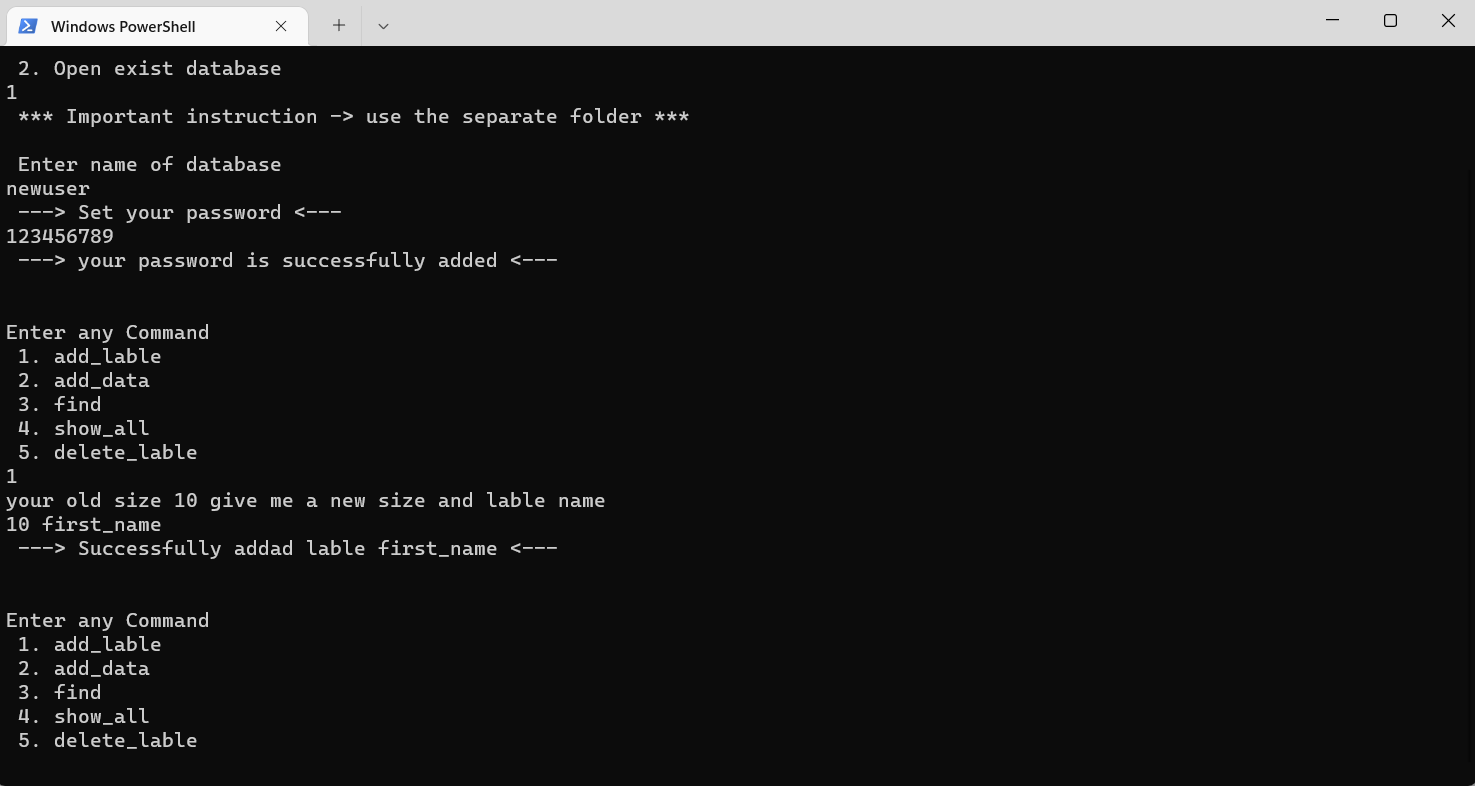 Windows PowerShell
2. Open exist database
1
*** Important instruction -> use the separate folder ***
Enter name of database
newuser
---> Set your password <---
123456789
---> your password is successfully added <---
Enter any Command
1. add_lable
2. add_data
3. find
4. show_all
5. delete_lable
1
your old size 10 give me a new size and lable name
10 first_name
---> Successfully addad lable first_name <---
Enter any Command
1. add_lable
2. add_data
3. find
4. show_all
5. delete_lable